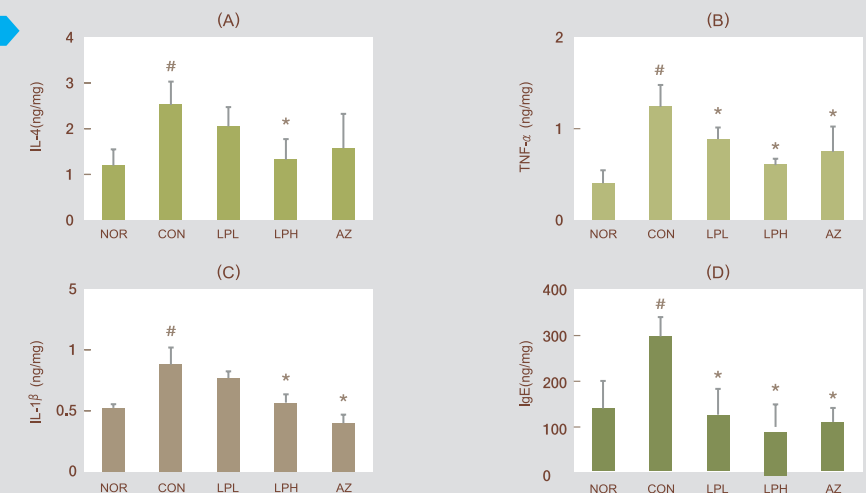 (A)
IL-4(ng/mg)
4
3
2
1
0
#
*
NOR CON LPL LPH AZ
(B)
TNF-α (ng/mg)
2
1
0
#
*
*
*
NOR CON LPL LPH AZ
(C)
IL-1β (ng/mg)
5
1
0.5
0
#
*
*
NOR CON LPL LPH AZ
(D)
IgE(ng/mg)
400
300
200
100
0
#
*
*
*
NOR CON LPL LPH AZ